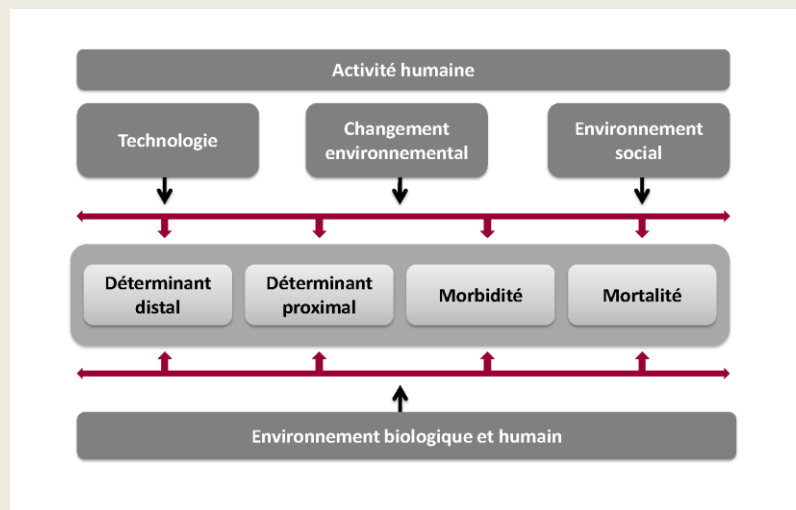 Activité humaine
Technologie
Changement
environnemental
Environnement
social
Déterminant
distal
Déterminant
proximal
Morbidité
Mortalité
Environnement biologique et humain